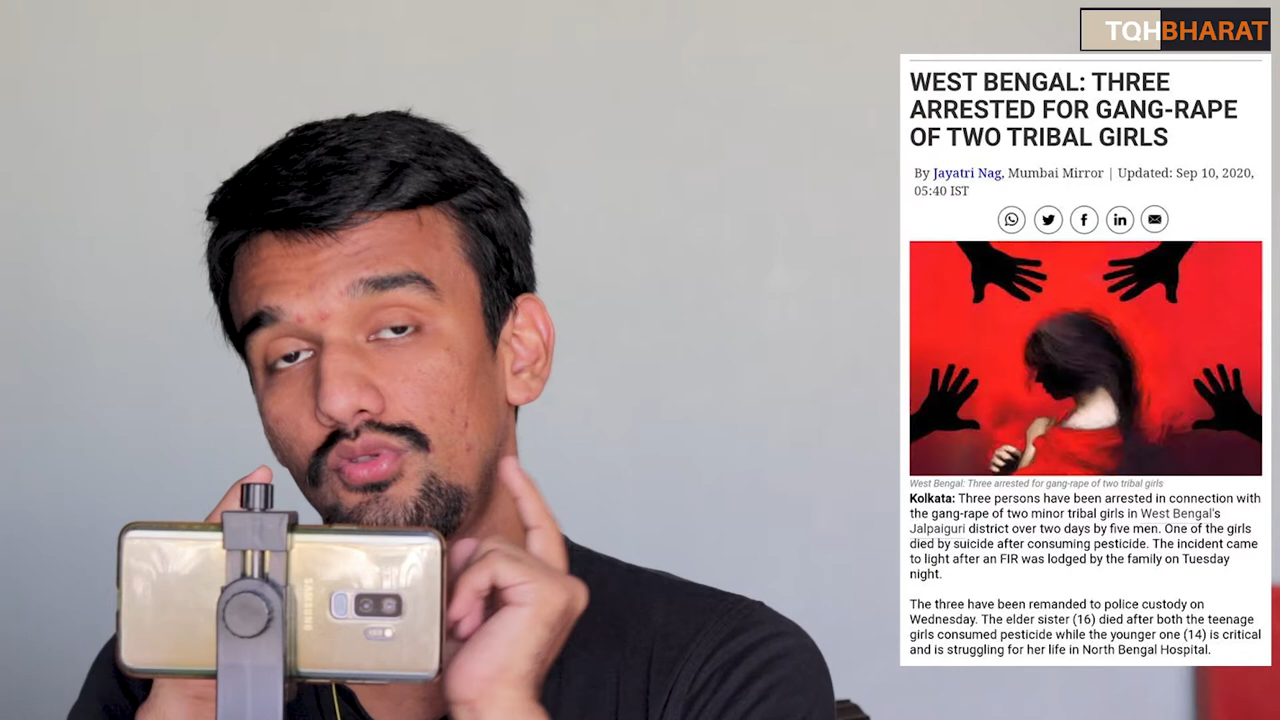 TQHBHARAT
WEST BENGAL: THREE
ARRESTED FOR GANG-RAPE
OF TWO TRIBAL GIRLS
By Jayatri Nag, Mumbai Mirror | Updated: Sep 10, 2020,
05:40 IST
West Bengal: Three arrested for gang-rape of two tribal girls
Kolkata: Three persons have been arrested in connection with
the gang-rape of two minor tribal girls in West Bengal's
Jalpaiguri district over two days by five men. One of the girls
died by suicide after consuming pesticide. The incident came
to light after an FIR was lodged by the family on Tuesday
night.
The three have been remanded to police custody on
Wednesday. The elder sister (16) died after both the teenage
girls consumed pesticide while the younger one (14) is critical
and is struggling for her life in North Bengal Hospital.
SAMSUNG